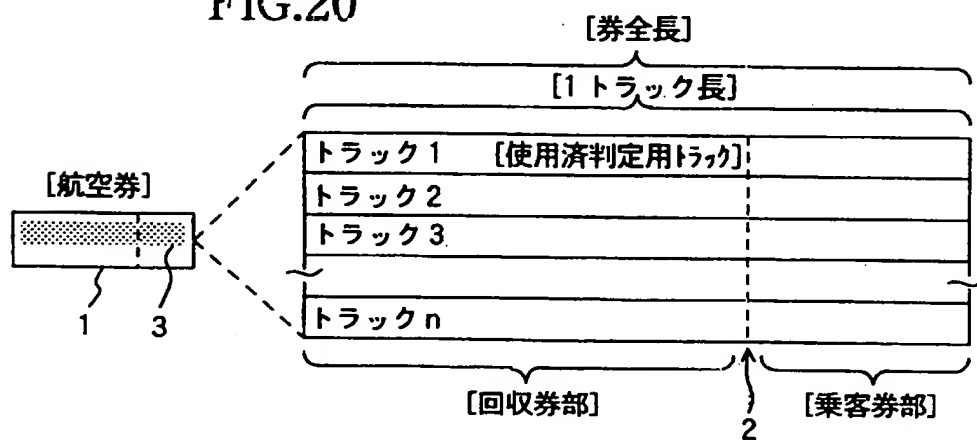 FIG.20
[券全長]
[1トラック長]
[航空券]
トラック1 [使用済判定用トラック]
トラック2
トラック3
トラックn
1
3
[回収券部]
2
[乗客券部]